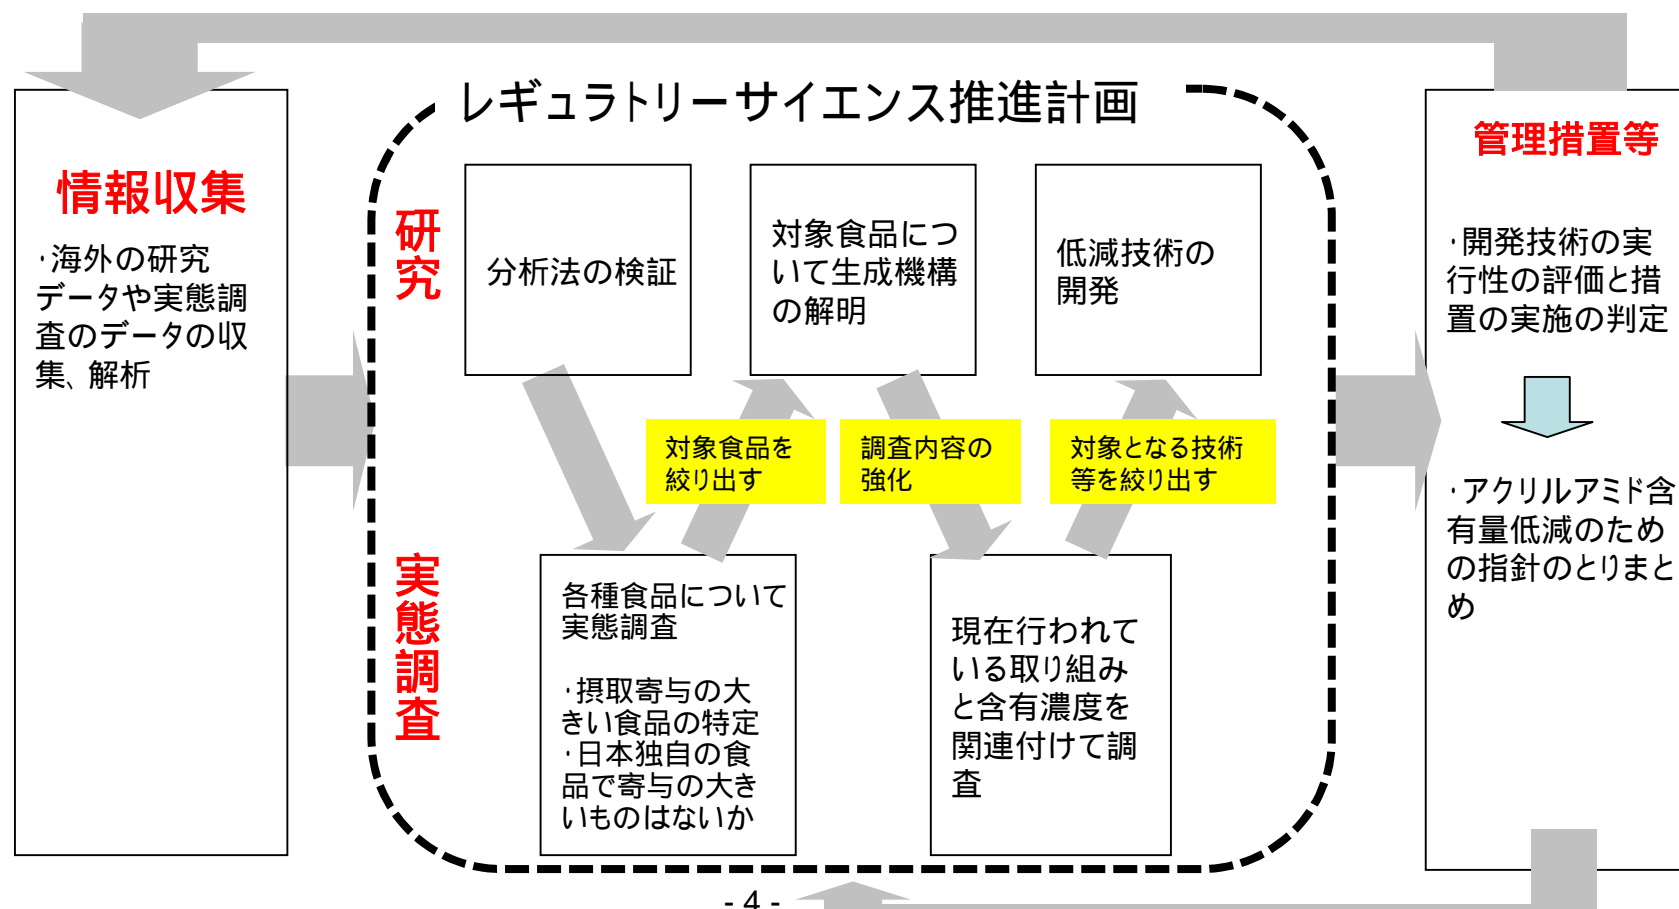 レギュラトリーサイエンス推進計画
情報収集
・海外の研究
データや実態調
査のデータの収
集、解析
研究
分析法の検証
対象食品につ
いて生成機構
の解明
低減技術の
開発
対象食品を
絞り出す
調査内容の
強化
対象となる技術
等を絞り出す
実態調査
各種食品について
実態調査
・摂取寄与の大
きい食品の特定
・日本独自の食
品で寄与の大き
いものはないか
現在行われて
いる取り組み
と含有濃度を
関連付けて調
査
管理措置等
・開発技術の実
行性の評価と措
置の実施の判定
・アクリルアミド含
有量低減のため
の指針のとりまと
め
- 4 -